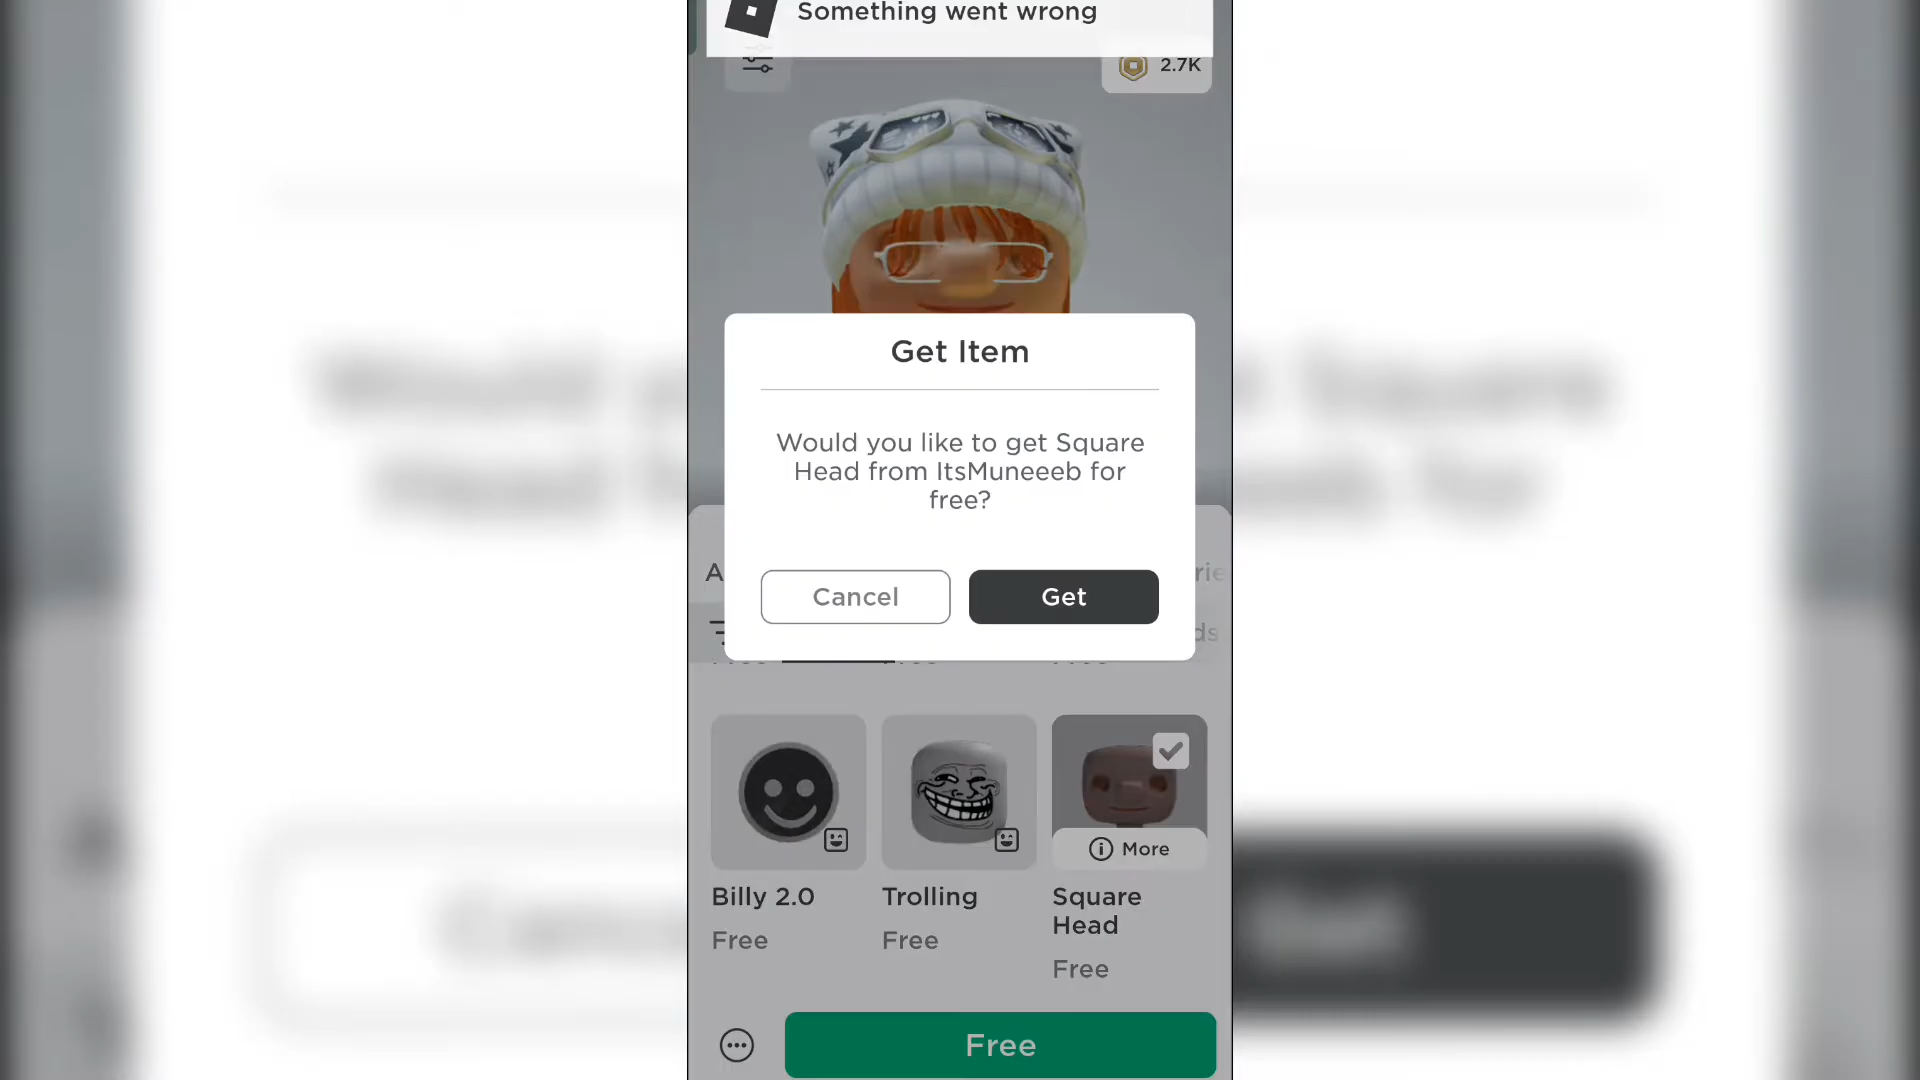 Something went wrong
2.7K
Get Item
Would you like to get Square
Head from ItsMuneeeb for
free?
Cancel
Get
More
Billy 2.0
Trolling
Square
Head
Free
Free
Free
Free